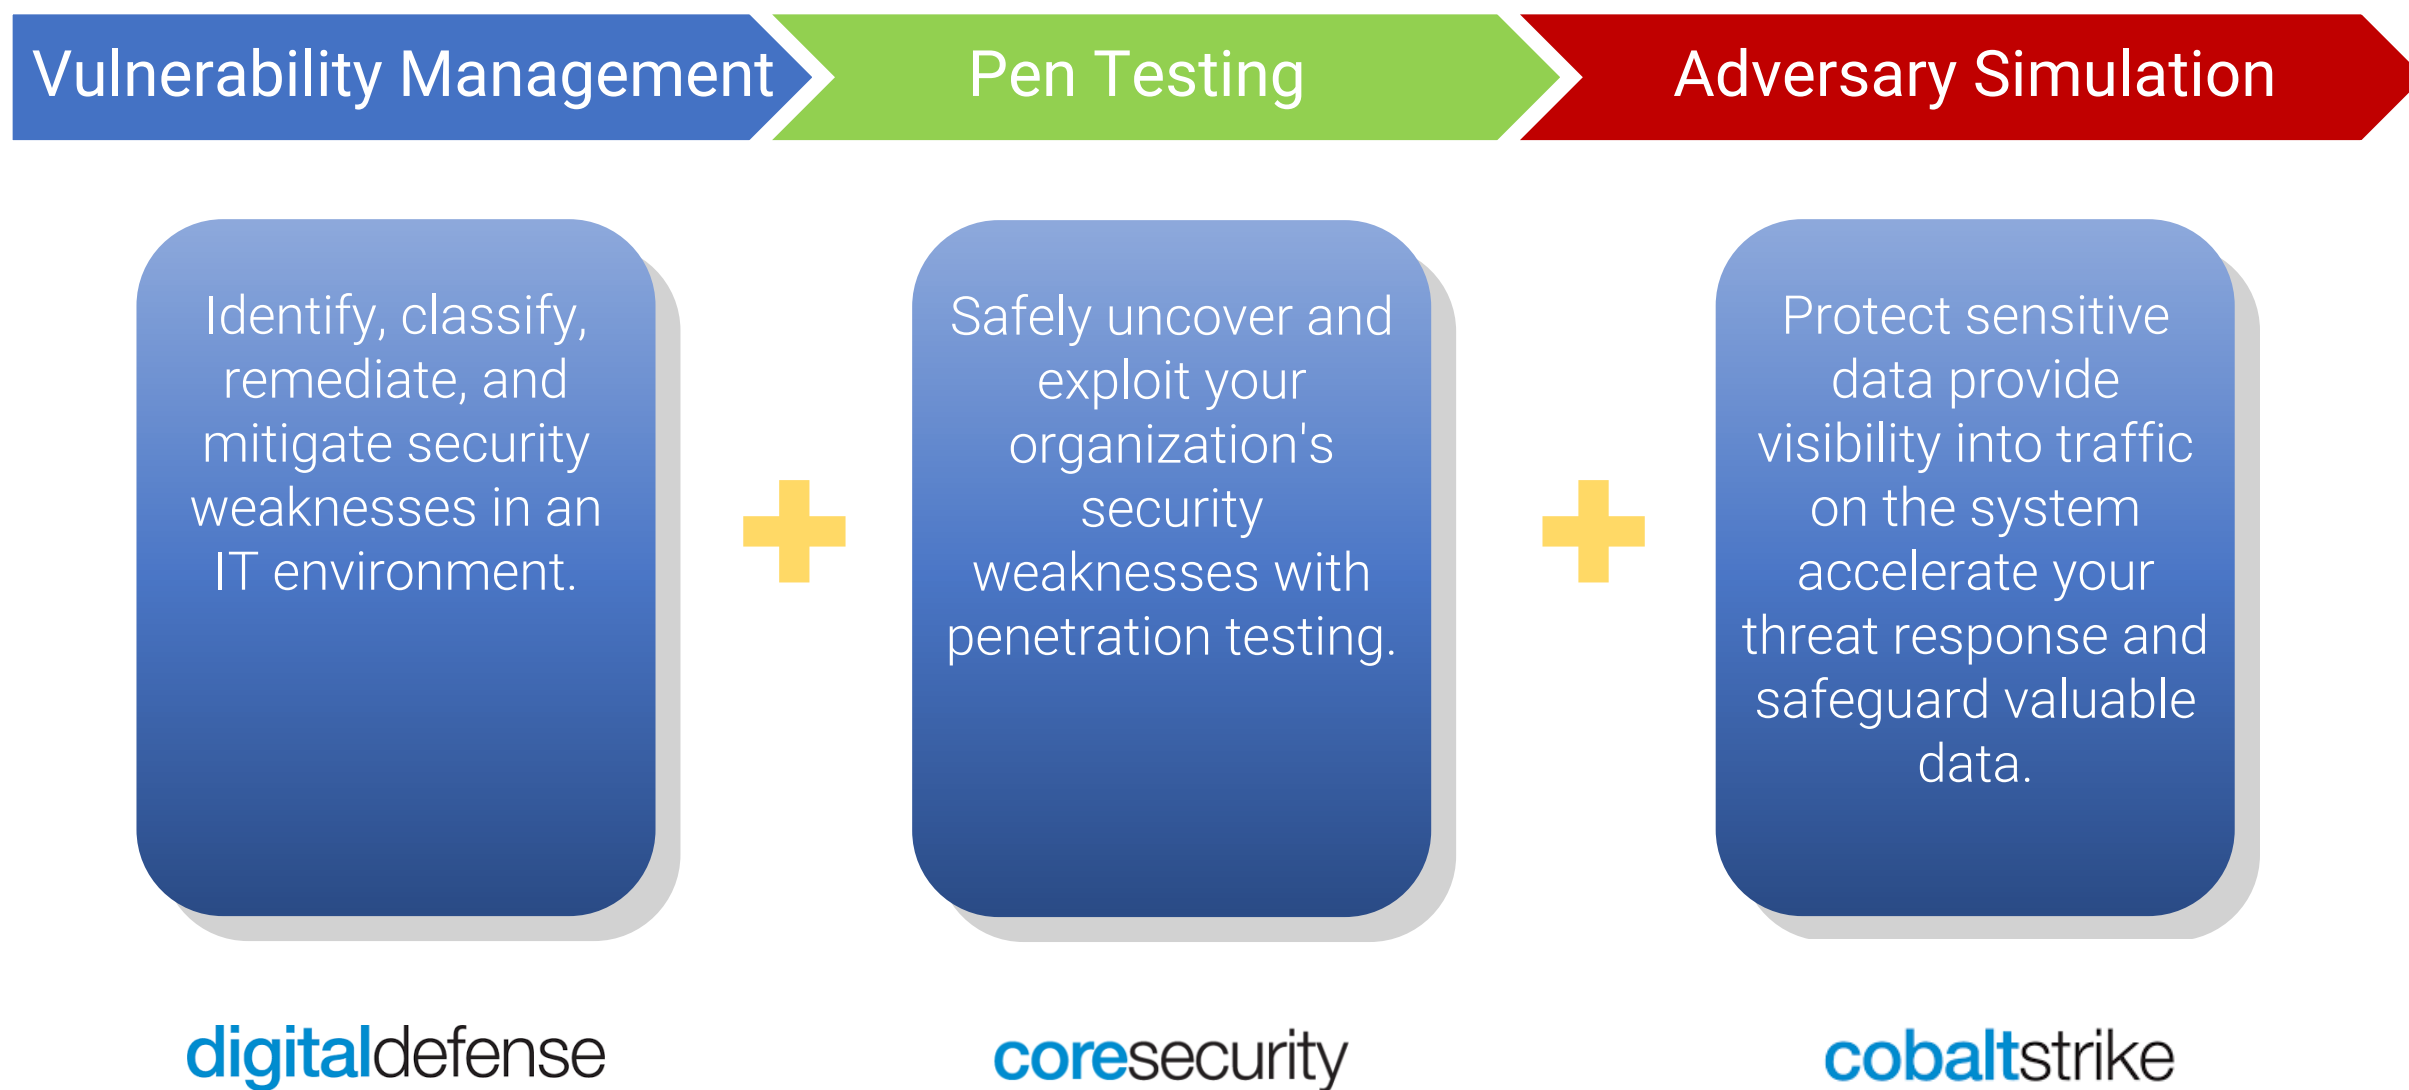 Vulnerability Management
Pen Testing
Adversary Simulation
Identify, classify,
remediate, and
mitigate security
weaknesses in an
IT environment.
Safely uncover and
exploit your
organization's
security
weaknesses with
penetration testing.
Protect sensitive
data provide
visibility into traffic
on the system
accelerate your
threat response and
safeguard valuable
data.
digitaldefense
coresecurity
cobaltstrike